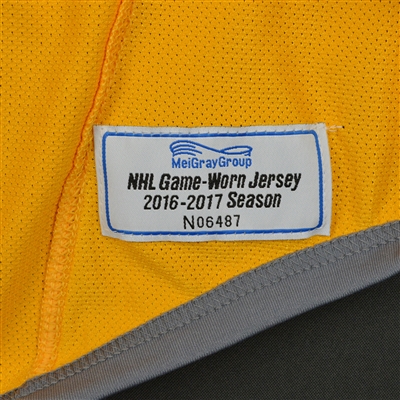 MeiGrayGroup
NHL Game-Worn Jersey
2016-2017 Season
N06487